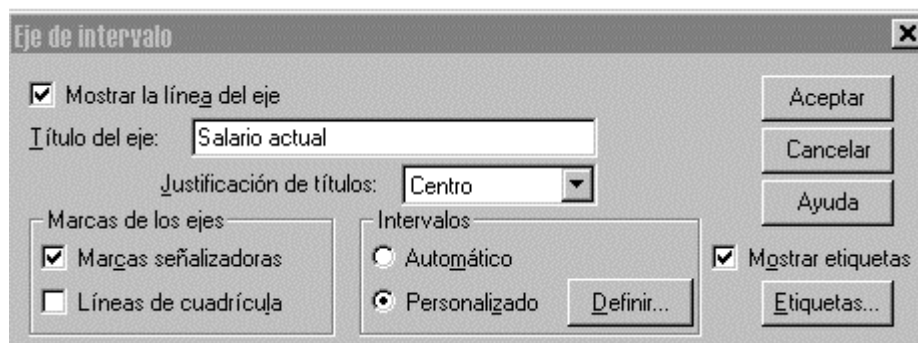 Eje de intervalo
Mostrar la línea del eje
Título del eje: Salario actual
Justificación de títulos: Centro
Marcas de los ejes
Marcas señalizadoras
Líneas de cuadrícula
Intervalos
Automático
Personalizado Definir...
Aceptar
Cancelar
Ayuda
Mostrar etiquetas
Etiquetas...